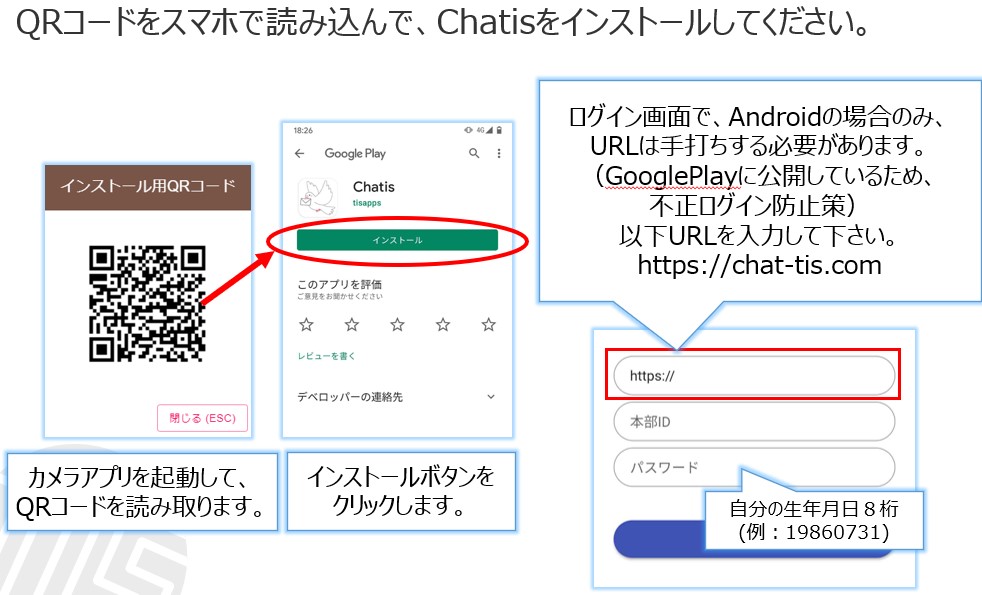 QRコードをスマホで読み込んで、Chatisをインストールしてください。
インストール用QRコード
閉じる (ESC)
カメラアプリを起動して、
QRコードを読み取ります。
18:26
4G
Google Play
Chatis
tisapps
インストール
このアプリを評価
ご意見をお聞かせください
レビューを書く
デベロッパーの連絡先
インストールボタンを
クリックします。
ログイン画面で、Androidの場合のみ、
URLは手打ちする必要があります。
（GooglePlayに公開しているため、
不正ログイン防止策）
以下URLを入力して下さい。
https://chat-tis.com
https://
本部ID
パスワード
自分の生年月日８桁
(例：19860731)